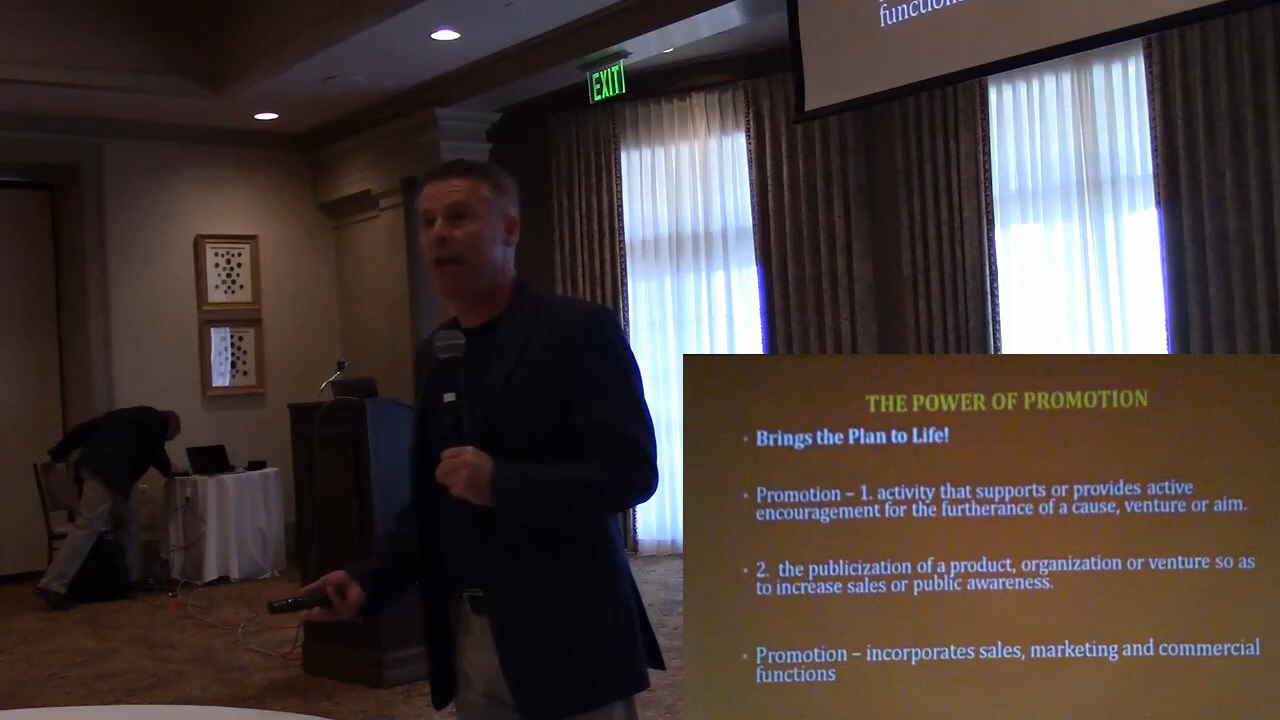 function
EXIT
THE POWER OF PROMOTION
• Brings the Plan to Life!
• Promotion – 1. activity that supports or provides active
encouragement for the furtherance of a cause, venture or aim.
• 2. the publicization of a product, organization or venture so as
to increase sales or public awareness.
• Promotion – incorporates sales, marketing and commercial
functions